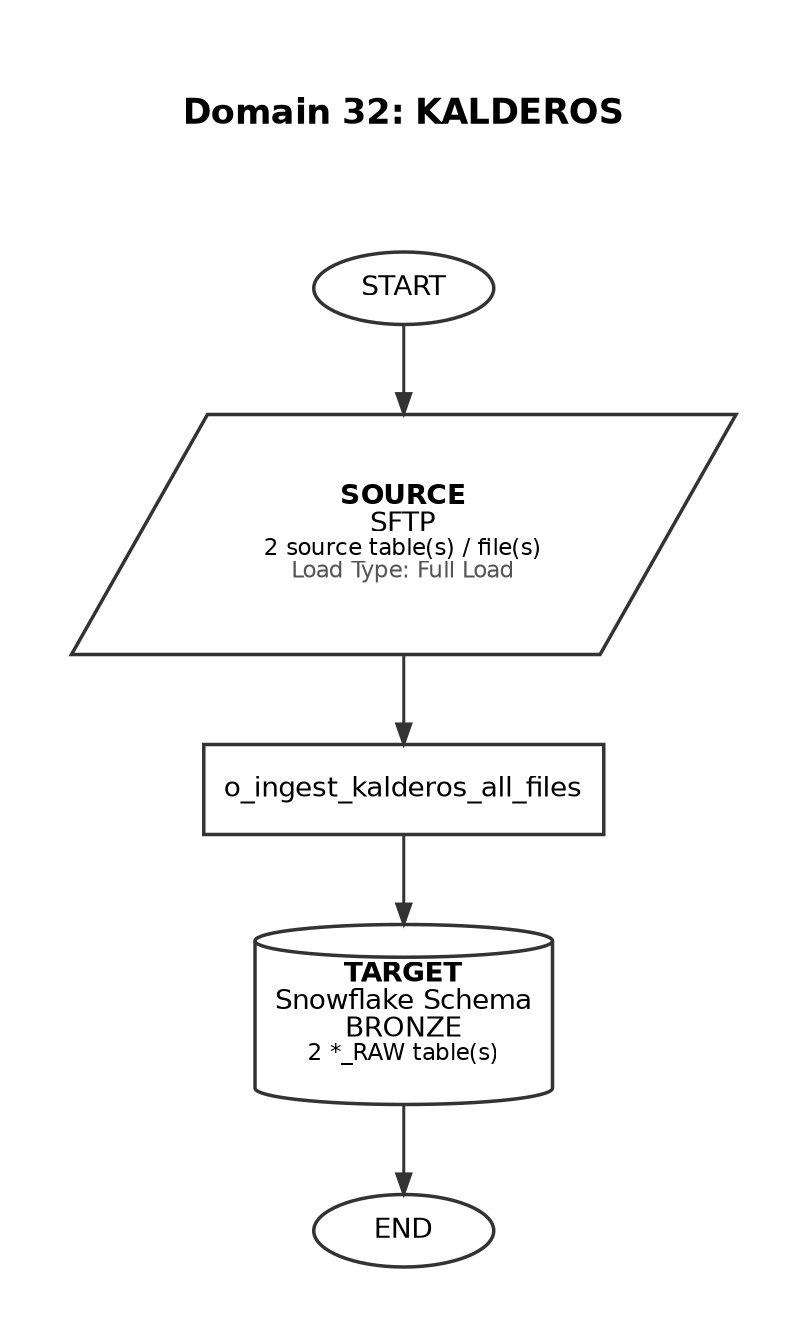 Domain 32: KALDEROS
START
SOURCE
SFTP
2 source table(s) / file(s)
Load Type: Full Load
o_ingest_kalderos_all_files
TARGET
Snowflake Schema
BRONZE
2 *_RAW table(s)
END